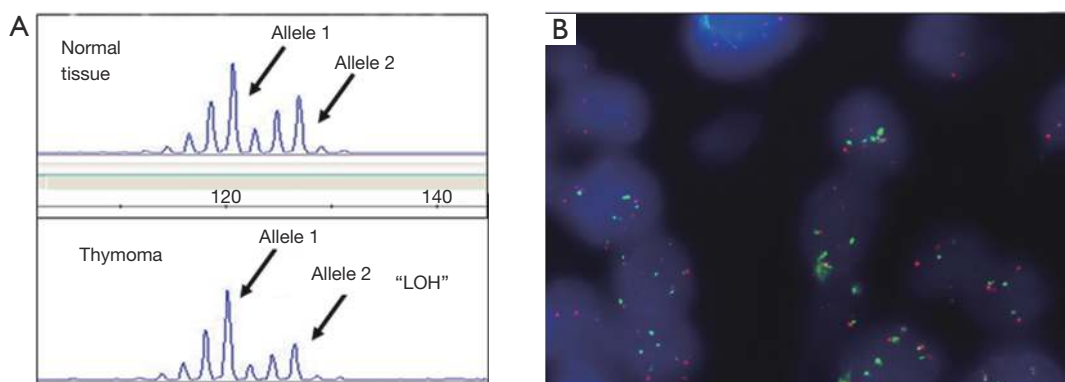 A
Normal
tissue
Allele 1
Allele 2
120
140
Thymoma
Allele 1
Allele 2
“LOH”
B